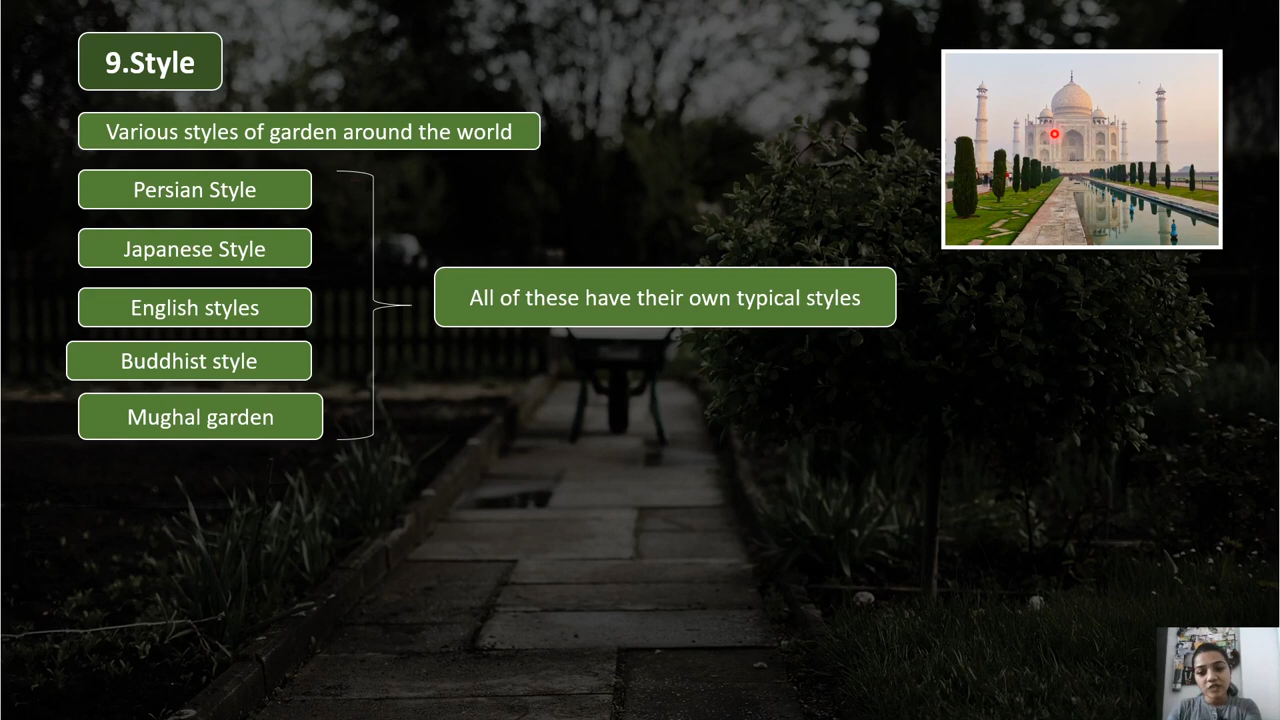 9.Style
Various styles of garden around the world
Persian Style
Japanese Style
English styles
Buddhist style
Mughal garden
All of these have their own typical styles